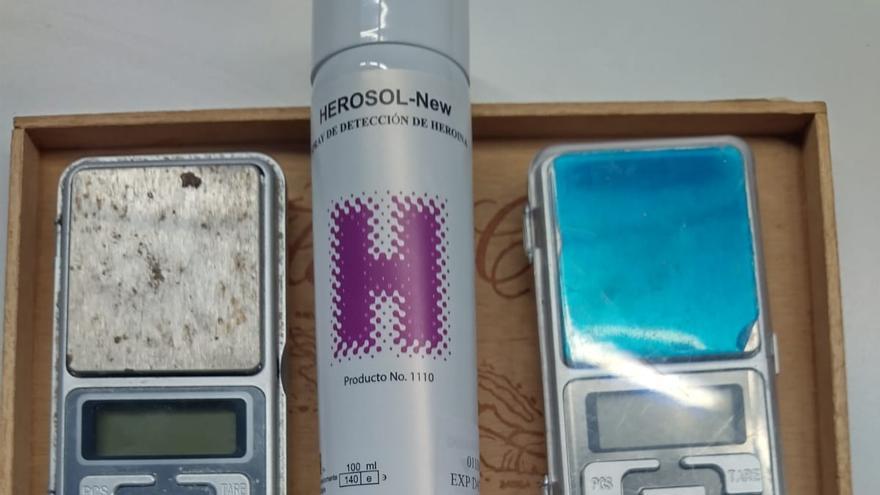 HEROSOL-New
DE DETECCIÓN DE HEROINA
H
Producto No. 1110
100 ml
140 e
EXP
PCS TARE
PCS TARE